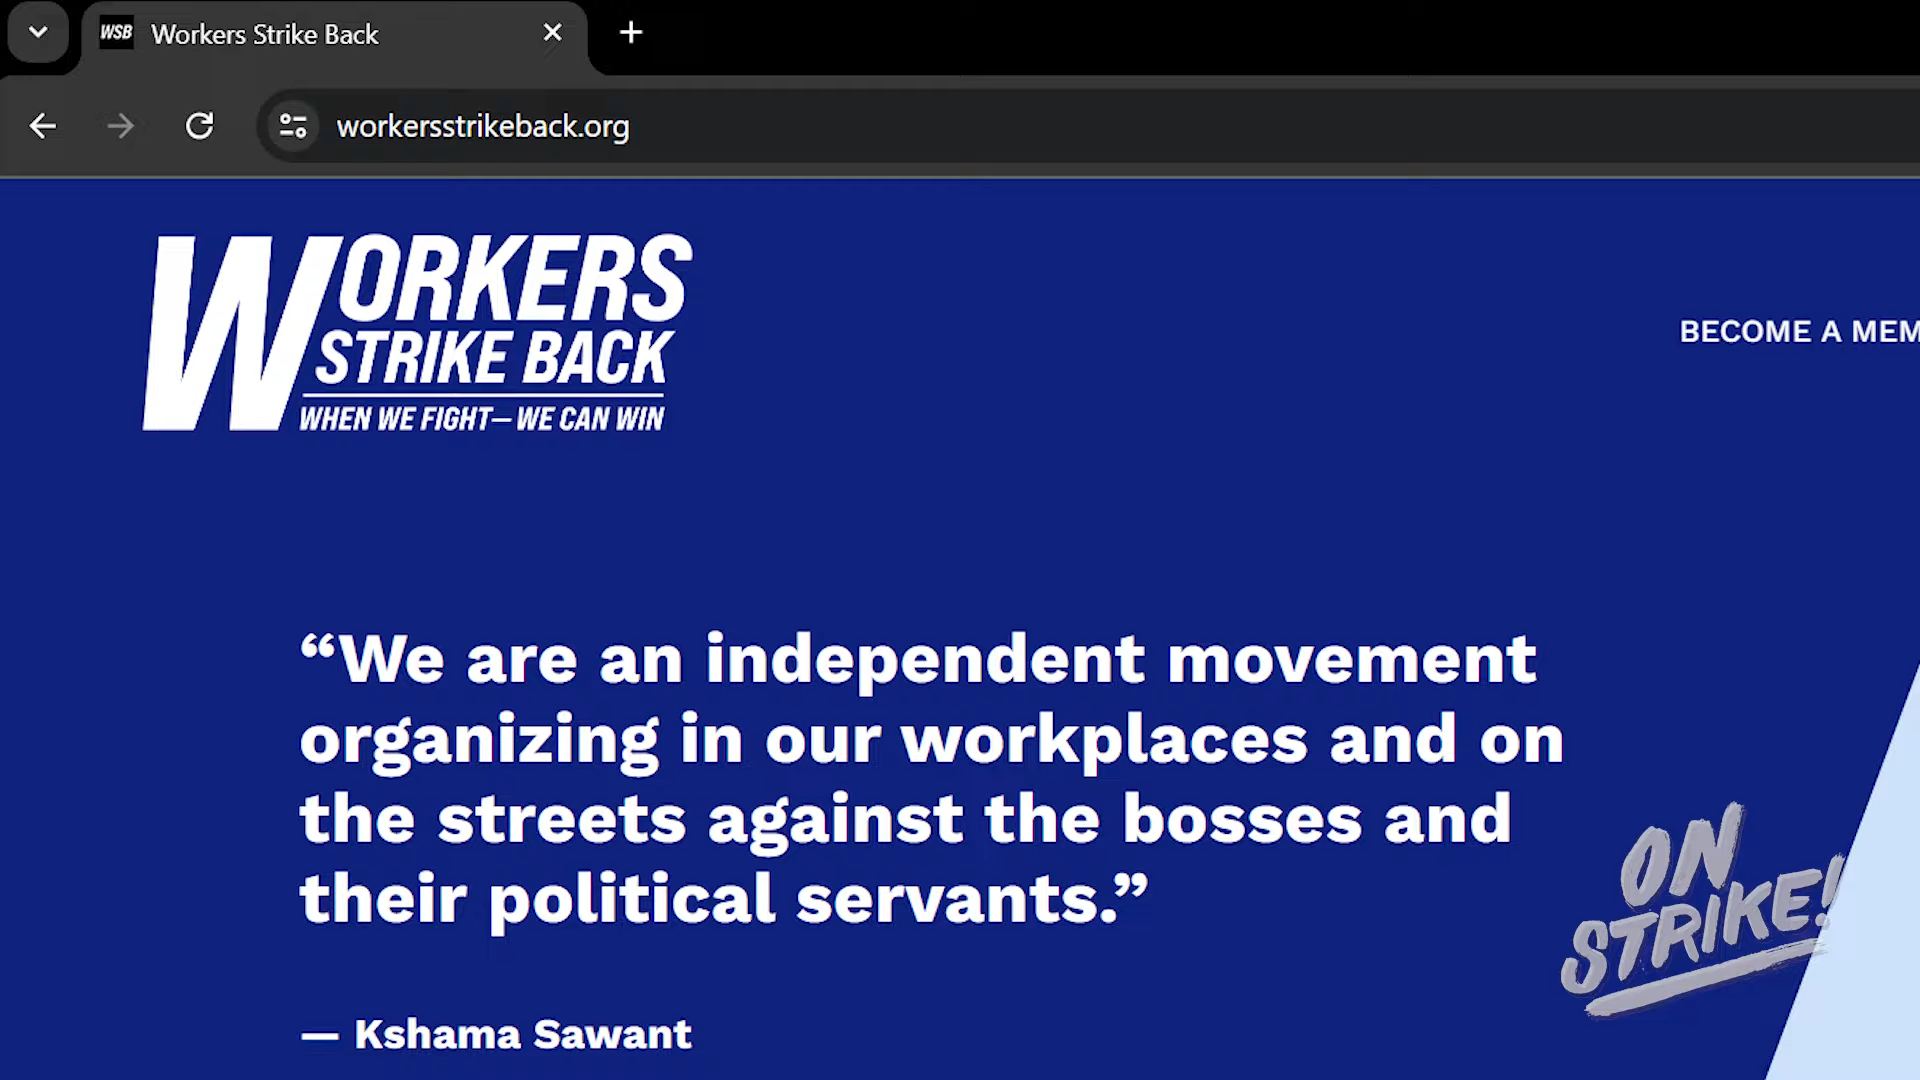 WSB Workers Strike Back
workersstrikeback.org
WORKERS
STRIKE BACK
WHEN WE FIGHT—WE CAN WIN
BECOME A MEM
“We are an independent movement
organizing in our workplaces and on
the streets against the bosses and
their political servants.”
— Kshama Sawant
ON
STRIKE!